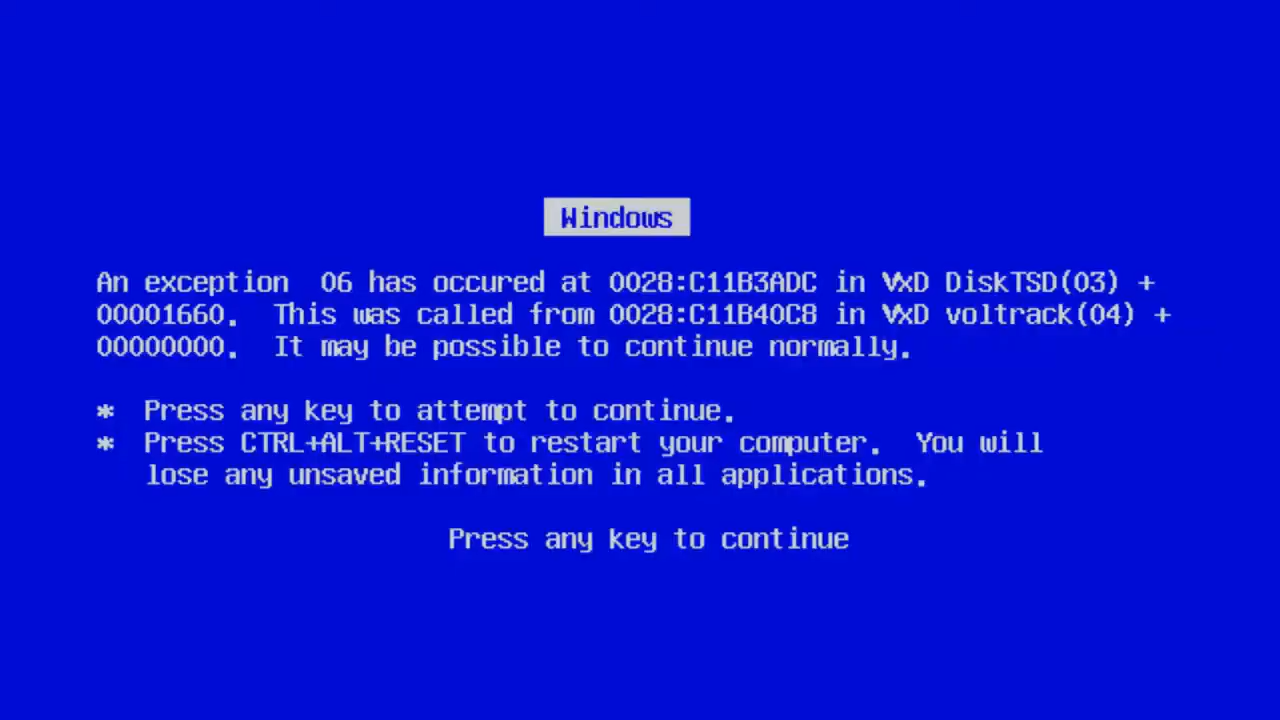 Windows
An exception  06 has occured at 0028:C11B3ADC in VxD DiskTSD(03) +
00001660.  This was called from 0028:C11B40C8 in VxD voltrack(04) +
00000000.  It may be possible to continue normally.
*  Press any key to attempt to continue.
*  Press CTRL+ALT+RESET to restart your computer.  You will
lose any unsaved information in all applications.
Press any key to continue